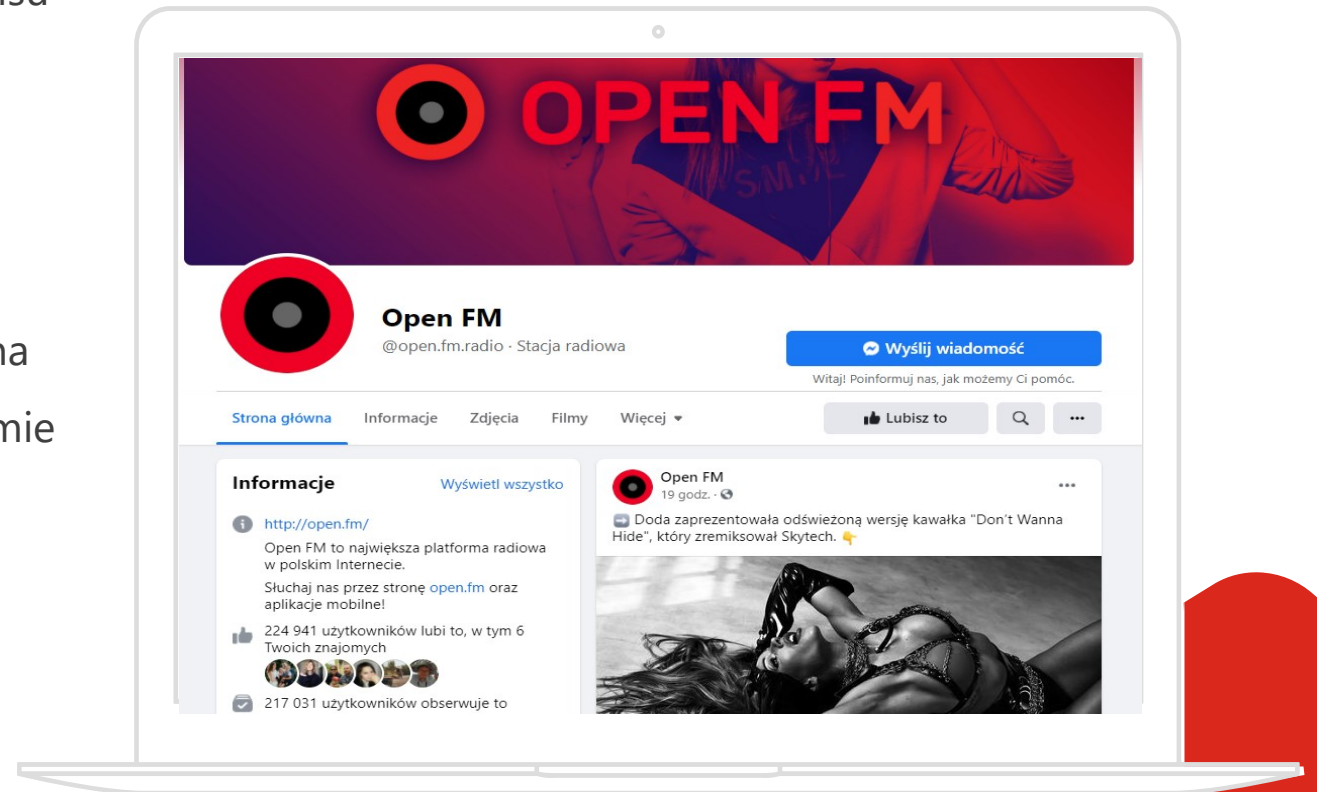 OPEN FM
SMILE
Open FM
@open.fm.radio · Stacja radiowa
Wyślij wiadomość
Witaj! Poinformuj nas, jak możemy Ci pomóc.
na
mie
Strona główna
Informacje
Zdjęcia
Filmy
Więcej
Lubisz to
Informacje
Wyświetl wszystko
http://open.fm/
Open FM to największa platforma radiowa
w polskim Internecie.
Słuchaj nas przez stronę open.fm oraz
aplikacje mobilne!
224 941 użytkowników lubi to, w tym 6
Twoich znajomych
217 031 użytkowników obserwuje to
Open FM
19 godz. ·
Doda zaprezentowała odświeżoną wersję kawałka "Don't Wanna
Hide", który zremiksował Skytech.